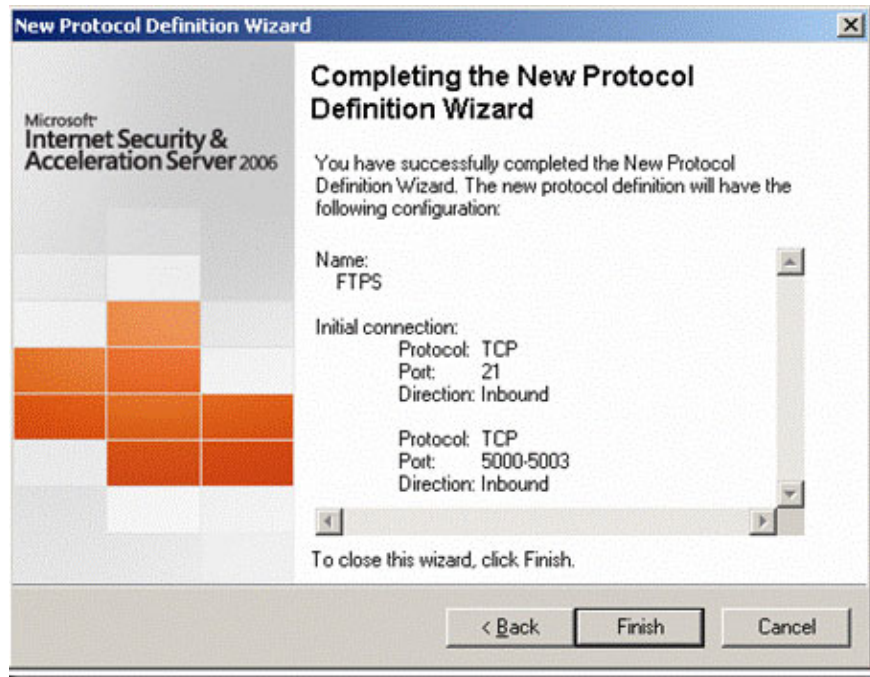 New Protocol Definition Wizard
Completing the New Protocol
Definition Wizard
Microsoft
Internet Security &
Acceleration Server 2006
You have successfully completed the New Protocol
Definition Wizard. The new protocol definition will have the
following configuration:
Name:
FTPS
Initial connection:
Protocol: TCP
Port: 21
Direction: Inbound
Protocol: TCP
Port: 5000-5003
Direction: Inbound
To close this wizard, click Finish.
< Back Finish Cancel